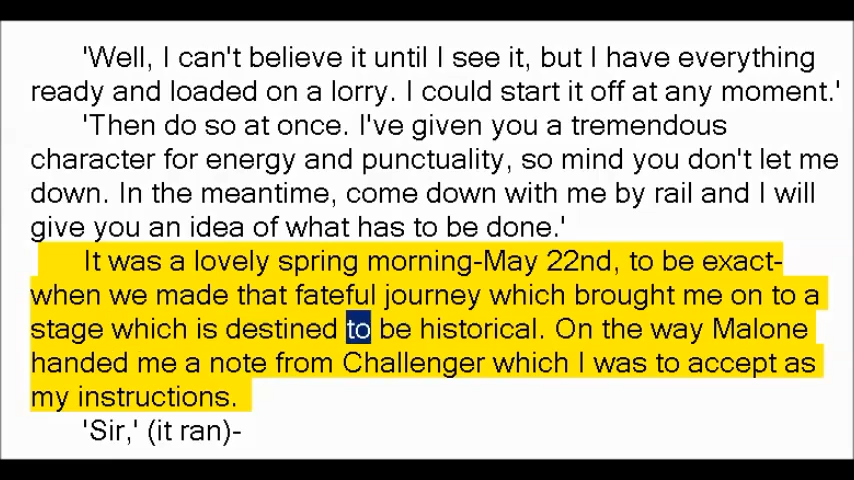 'Well, I can't believe it until I see it, but I have everything
ready and loaded on a lorry. I could start it off at any moment.'
'Then do so at once. I've given you a tremendous
character for energy and punctuality, so mind you don't let me
down. In the meantime, come down with me by rail and I will
give you an idea of what has to be done.'
It was a lovely spring morning-May 22nd, to be exact-
when we made that fateful journey which brought me on to a
stage which is destined to be historical. On the way Malone
handed me a note from Challenger which I was to accept as
my instructions.
'Sir,' (it ran)-